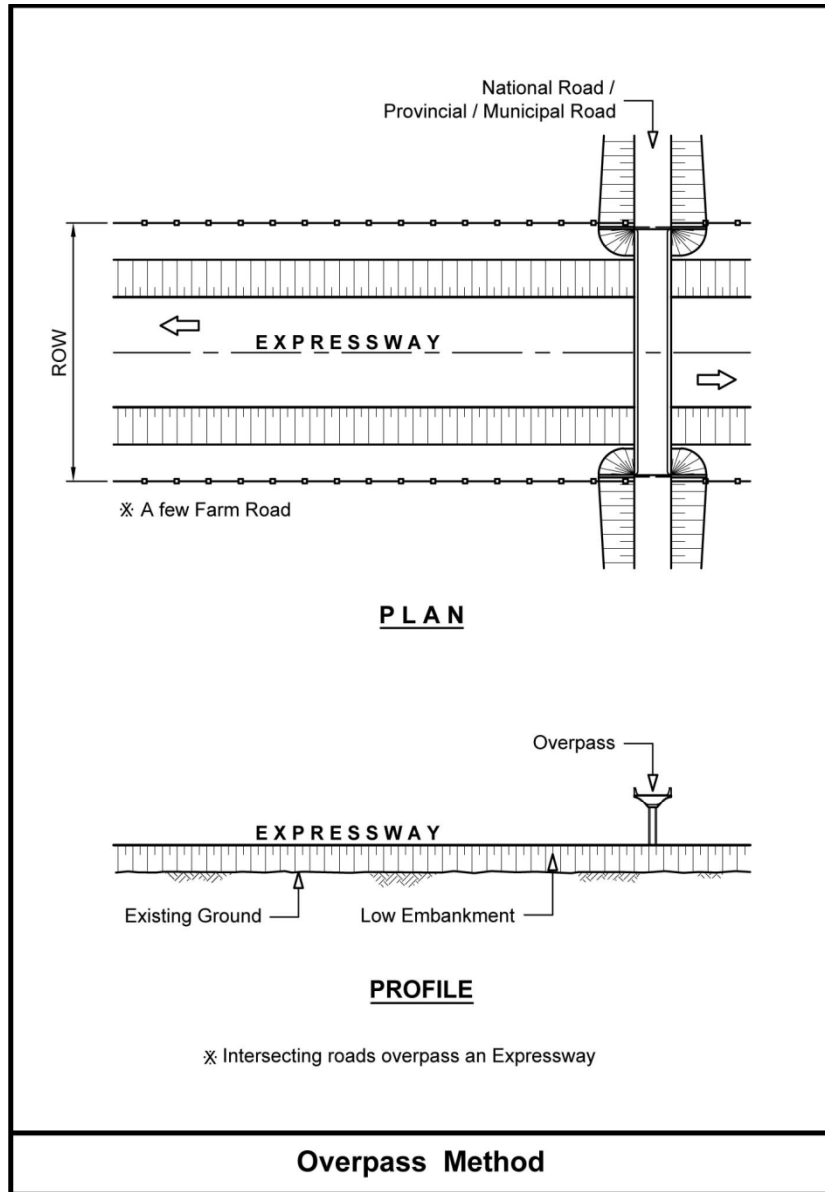 National Road /
Provincial / Municipal Road
ROW
EXPRESSWAY
※ A few Farm Road
PLAN
Overpass
EXPRESSWAY
Existing Ground
Low Embankment
PROFILE
※ Intersecting roads overpass an Expressway
Overpass Method